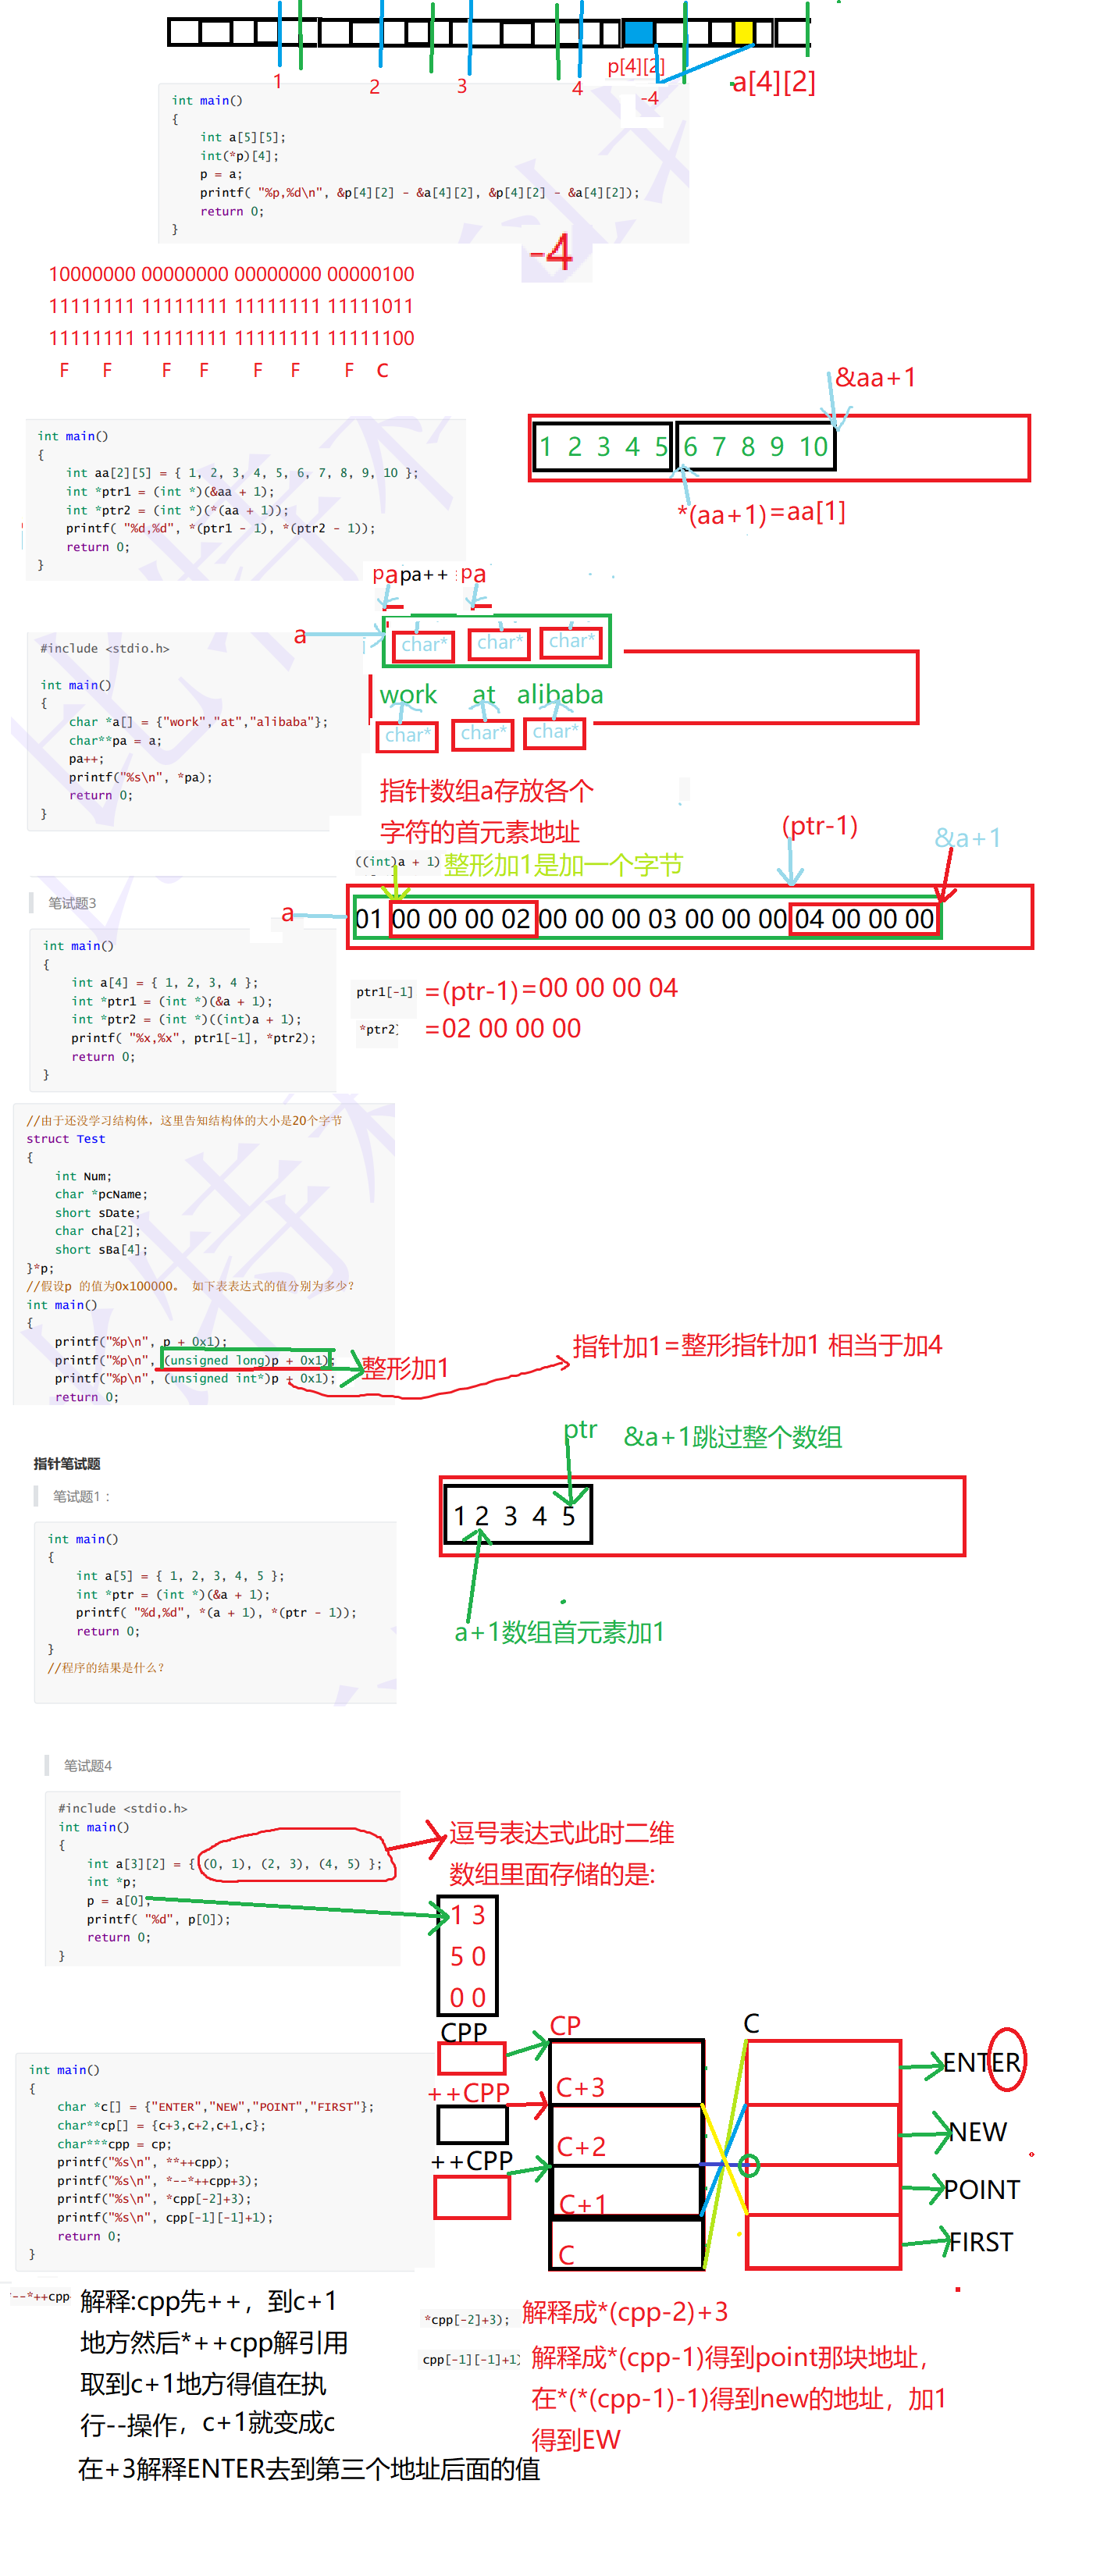 1
2
3
4
p[4][2]
-4
a[4][2]
int main()
{
int a[5][5];
int(*p)[4];
p = a;
printf( "%p,%d\n", &p[4][2] - &a[4][2], &p[4][2] - &a[4][2]);
return 0;
}
-4
10000000 00000000 00000000 00000100
11111111 11111111 11111111 11111011
11111111 11111111 11111111 11111100
F F F F F F F C
int main()
{
int aa[2][5] = { 1, 2, 3, 4, 5, 6, 7, 8, 9, 10 };
int *ptr1 = (int *)(&aa + 1);
int *ptr2 = (int *)(*(aa + 1));
printf( "%d,%d", *(ptr1 - 1), *(ptr2 - 1));
return 0;
}
&aa+1
1 2 3 4 5 6 7 8 9 10
*(aa+1)=aa[1]
#include <stdio.h>
int main()
{
char *a[] = {"work","at","alibaba"};
char**pa = a;
pa++;
printf("%s\n", *pa);
return 0;
}
pa pa++ pa
a
char* char* char*
work at alibaba
char* char* char*
指针数组a存放各个
字符的首元素地址
((int)a + 1) 整形加1是加一个字节
(ptr-1)
&a+1
笔试题3
a
01 00 00 00 02 00 00 00 03 00 00 00 04 00 00 00
int main()
{
int a[4] = { 1, 2, 3, 4 };
int *ptr1 = (int *)(&a + 1);
int *ptr2 = (int *)((int)a + 1);
printf( "%x,%x", ptr1[-1], *ptr2);
return 0;
}
ptr1[-1] =(ptr-1)=00 00 00 04
*ptr2) =02 00 00 00
//由于还没学习结构体，这里告知结构体的大小是20个字节
struct Test
{
int Num;
char *pcName;
short sDate;
char cha[2];
short sBa[4];
}*p;
//假设p 的值为0x100000。 如下表表达式的值分别为多少？
int main()
{
printf("%p\n", p + 0x1);
printf("%p\n", (unsigned long)p + 0x1);
printf("%p\n", (unsigned int*)p + 0x1);
return 0;
整形加1
指针加1=整形指针加1 相当于加4
指针笔试题
笔试题1：
int main()
{
int a[5] = { 1, 2, 3, 4, 5 };
int *ptr = (int *)(&a + 1);
printf( "%d,%d", *(a + 1), *(ptr - 1));
return 0;
}
//程序的结果是什么？
ptr
&a+1跳过整个数组
1 2 3 4 5
a+1数组首元素加1
笔试题4
#include <stdio.h>
int main()
{
int a[3][2] = { (0, 1), (2, 3), (4, 5) };
int *p;
p = a[0];
printf( "%d", p[0]);
return 0;
}
逗号表达式此时二维
数组里面存储的是:
1 3
5 0
0 0
int main()
{
char *c[] = {"ENTER","NEW","POINT","FIRST"};
char**cp[] = {c+3,c+2,c+1,c};
char***cpp = cp;
printf("%s\n", **++cpp);
printf("%s\n", *--*++cpp+3);
printf("%s\n", *cpp[-2]+3);
printf("%s\n", cpp[-1][-1]+1);
return 0;
}
CPP
++CPP
++CPP
CP
C+3
C+2
C+1
C
C
ENTER
NEW
POINT
FIRST
--*++cpp 解释:cpp先++，到c+1
地方然后*++cpp解引用
取到c+1地方得值在执
行--操作，c+1就变成c
在+3解释ENTER去到第三个地址后面的值
*cpp[-2]+3); 解释成*(cpp-2)+3
cpp[-1][-1]+1) 解释成*(cpp-1)得到point那块地址，
在*(*(cpp-1)-1)得到new的地址，加1
得到EW